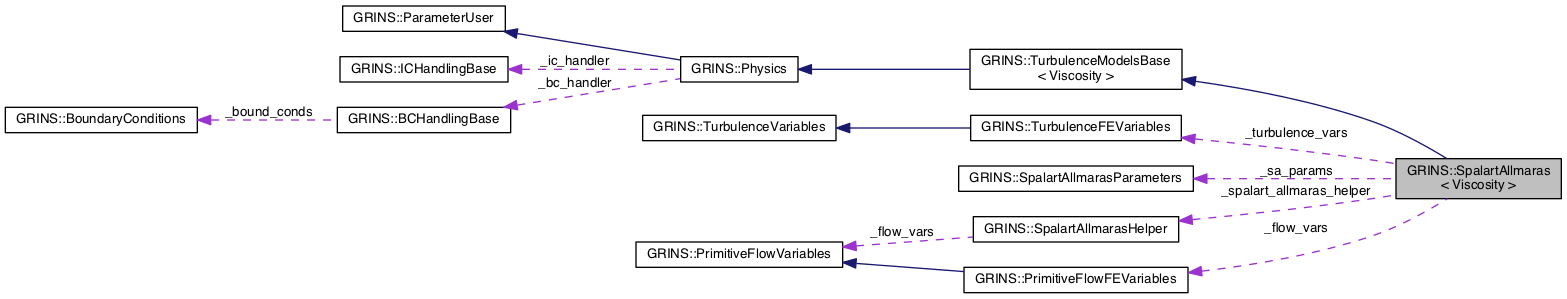 GRINS::ParameterUser
GRINS::ICHandlingBase
_ic_handler
GRINS::Physics
GRINS::TurbulenceModelsBase
< Viscosity >
_bc_handler
GRINS::BoundaryConditions
_bound_conds
GRINS::BCHandlingBase
GRINS::TurbulenceVariables
GRINS::TurbulenceFEVariables
_turbulence_vars
GRINS::SpalartAllmarasParameters
_sa_params
GRINS::SpalartAllmaras
< Viscosity >
_spalart_allmaras_helper
GRINS::SpalartAllmarasHelper
_flow_vars
_flow_vars
GRINS::PrimitiveFlowVariables
GRINS::PrimitiveFlowFEVariables